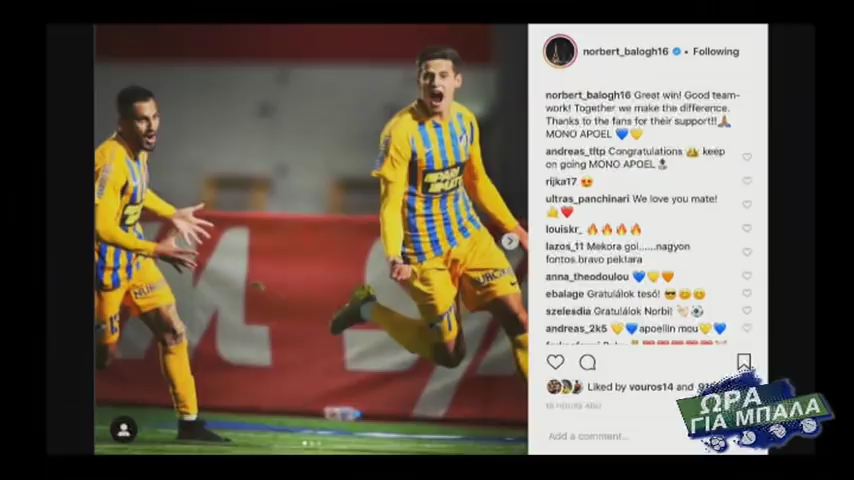 norbert_balogh16 • Following
norbert_balogh16 Great win! Good team-
work! Together we make the difference.
Thanks to the fans for their support!!
MONO APOEL
andreas_tltp Congratulations keep
on going MONO APOEL
rijka17
ultras_panchinari We love you mate!
louiskr_
lazos_11 Mekora gol......nagyon
fontos bravo pektara
anna_theodoulou
ebalage Gratulálok tesó!
szelesdia Gratulálok Norbi!
andreas_2k5 apoellin mou
Liked by vouros14 and
Add a comment...
ΩΡΑ
ΓΙΑ ΜΠΑΛΑ